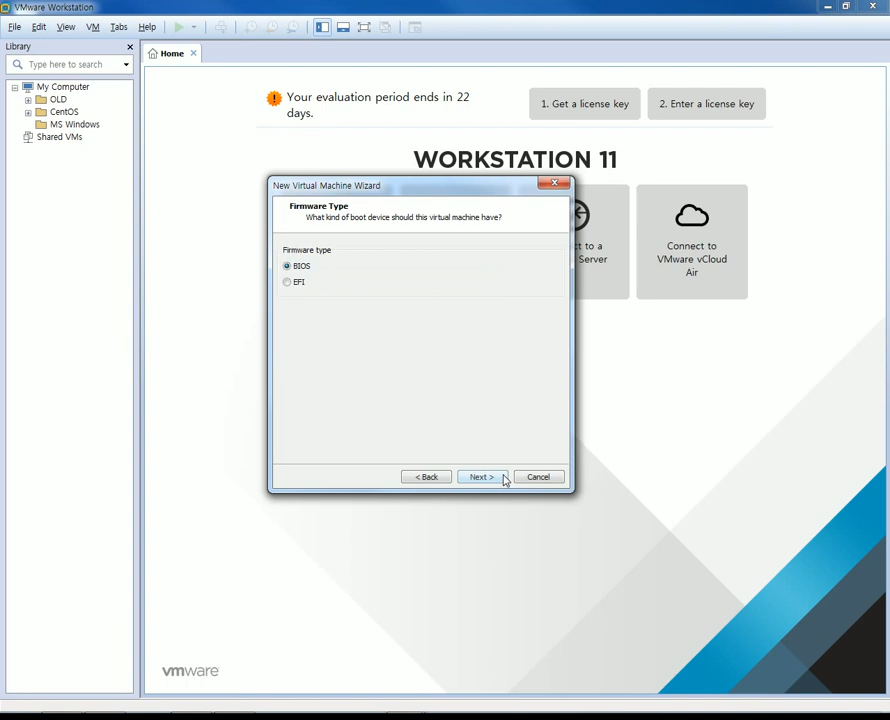 VMware Workstation
File Edit View VM Tabs Help
Library
Home
Type here to search
My Computer
OLD
CentOS
MS Windows
Shared VMs
Your evaluation period ends in 22
days.
1. Get a license key
2. Enter a license key
WORKSTATION 11
New Virtual Machine Wizard
Firmware Type
What kind of boot device should this virtual machine have?
Firmware type
BIOS
EFI
< Back
Next >
Cancel
ct to a
Server
Connect to
VMware vCloud
Air
vmware